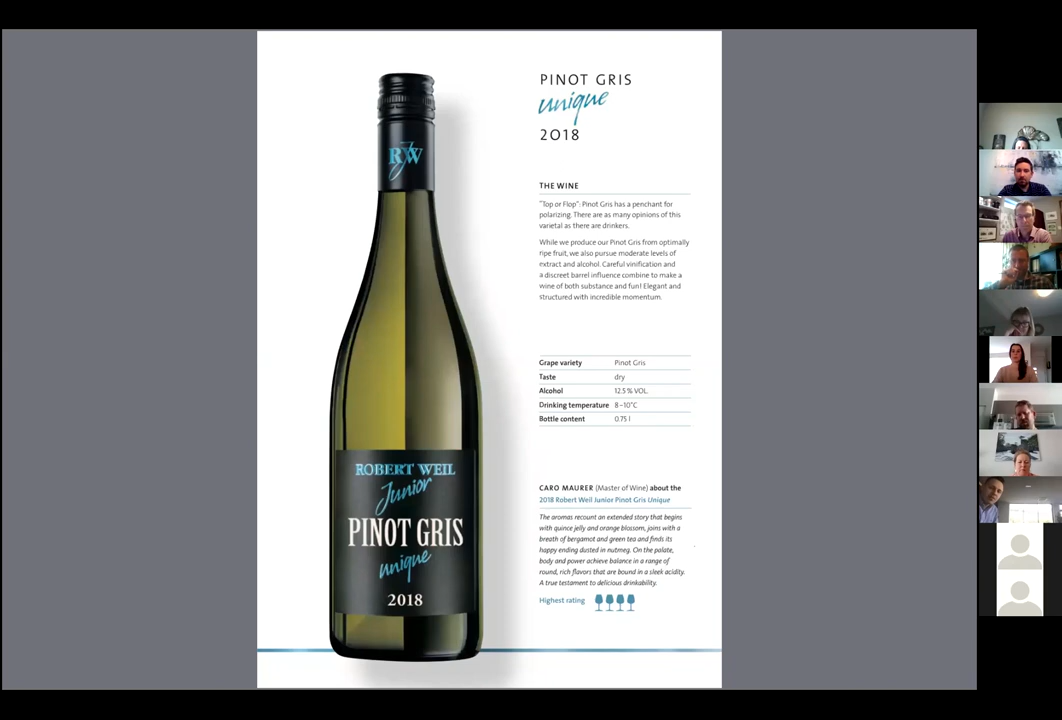 RJW
ROBERT WEIL
Junior
PINOT GRIS
unique
2018
PINOT GRIS
unique
2018
THE WINE
"Top or Flop": Pinot Gris has a penchant for
polarizing. There are as many opinions of this
varietal as there are drinkers.
While we produce our Pinot Gris from optimally
ripe fruit, we also pursue moderate levels of
extract and alcohol. Careful vinification and
a discreet barrel influence combine to make a
wine of both substance and fun! Elegant and
structured with incredible momentum.
Grape variety Pinot Gris
Taste dry
Alcohol 12.5 % VOL.
Drinking temperature 8–10°C
Bottle content 0.75 l
CARO MAURER (Master of Wine) about the
2018 Robert Weil Junior Pinot Gris Unique
The aromas recount an extended story that begins
with quince jelly and orange blossom, joins with a
breath of bergamot and green tea and finds its
happy ending dusted in nutmeg. On the palate,
body and power achieve balance in a range of
round, rich flavors that are bound in a sleek acidity.
A true testament to delicious drinkability.
Highest rating